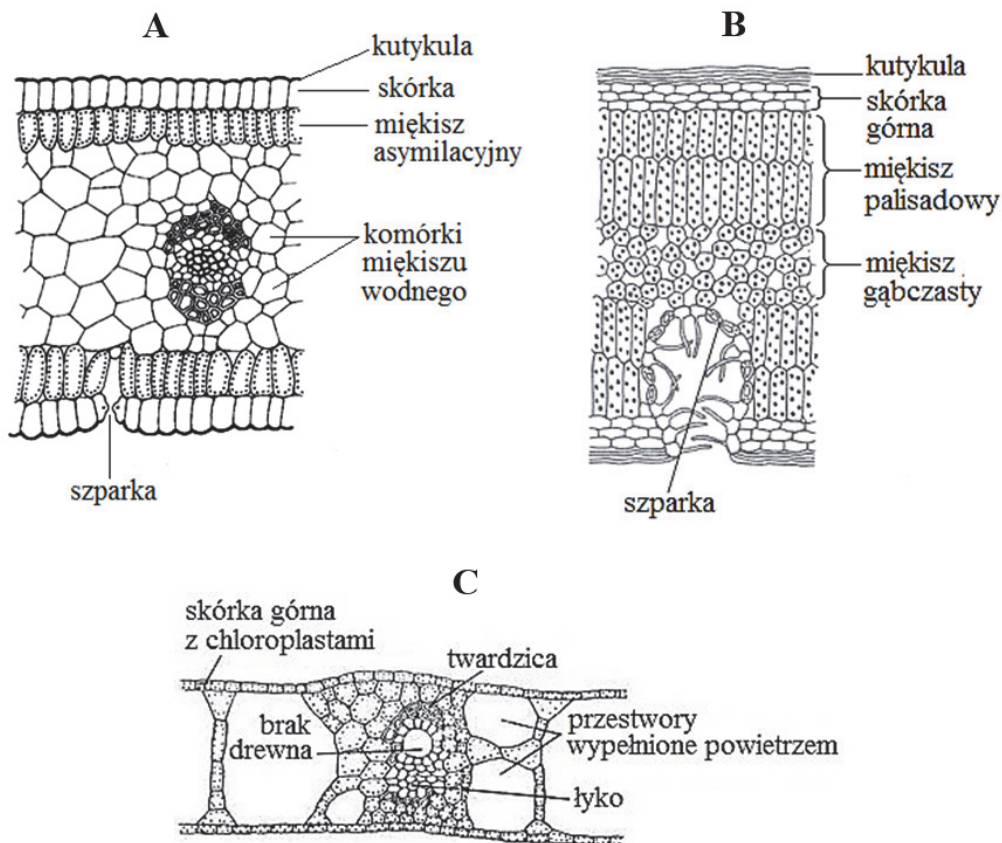 A
kutykula
skórka
miękisz
asymilacyjny
komórki
miękiszu
wodnego
szparka
B
kutykula
skórka
górna
miękisz
palisadowy
miękisz
gąbczasty
szparka
C
skórka górna
z chloroplastami
twardzica
brak
drewna
przestwory
wypełnione powietrzem
łyko